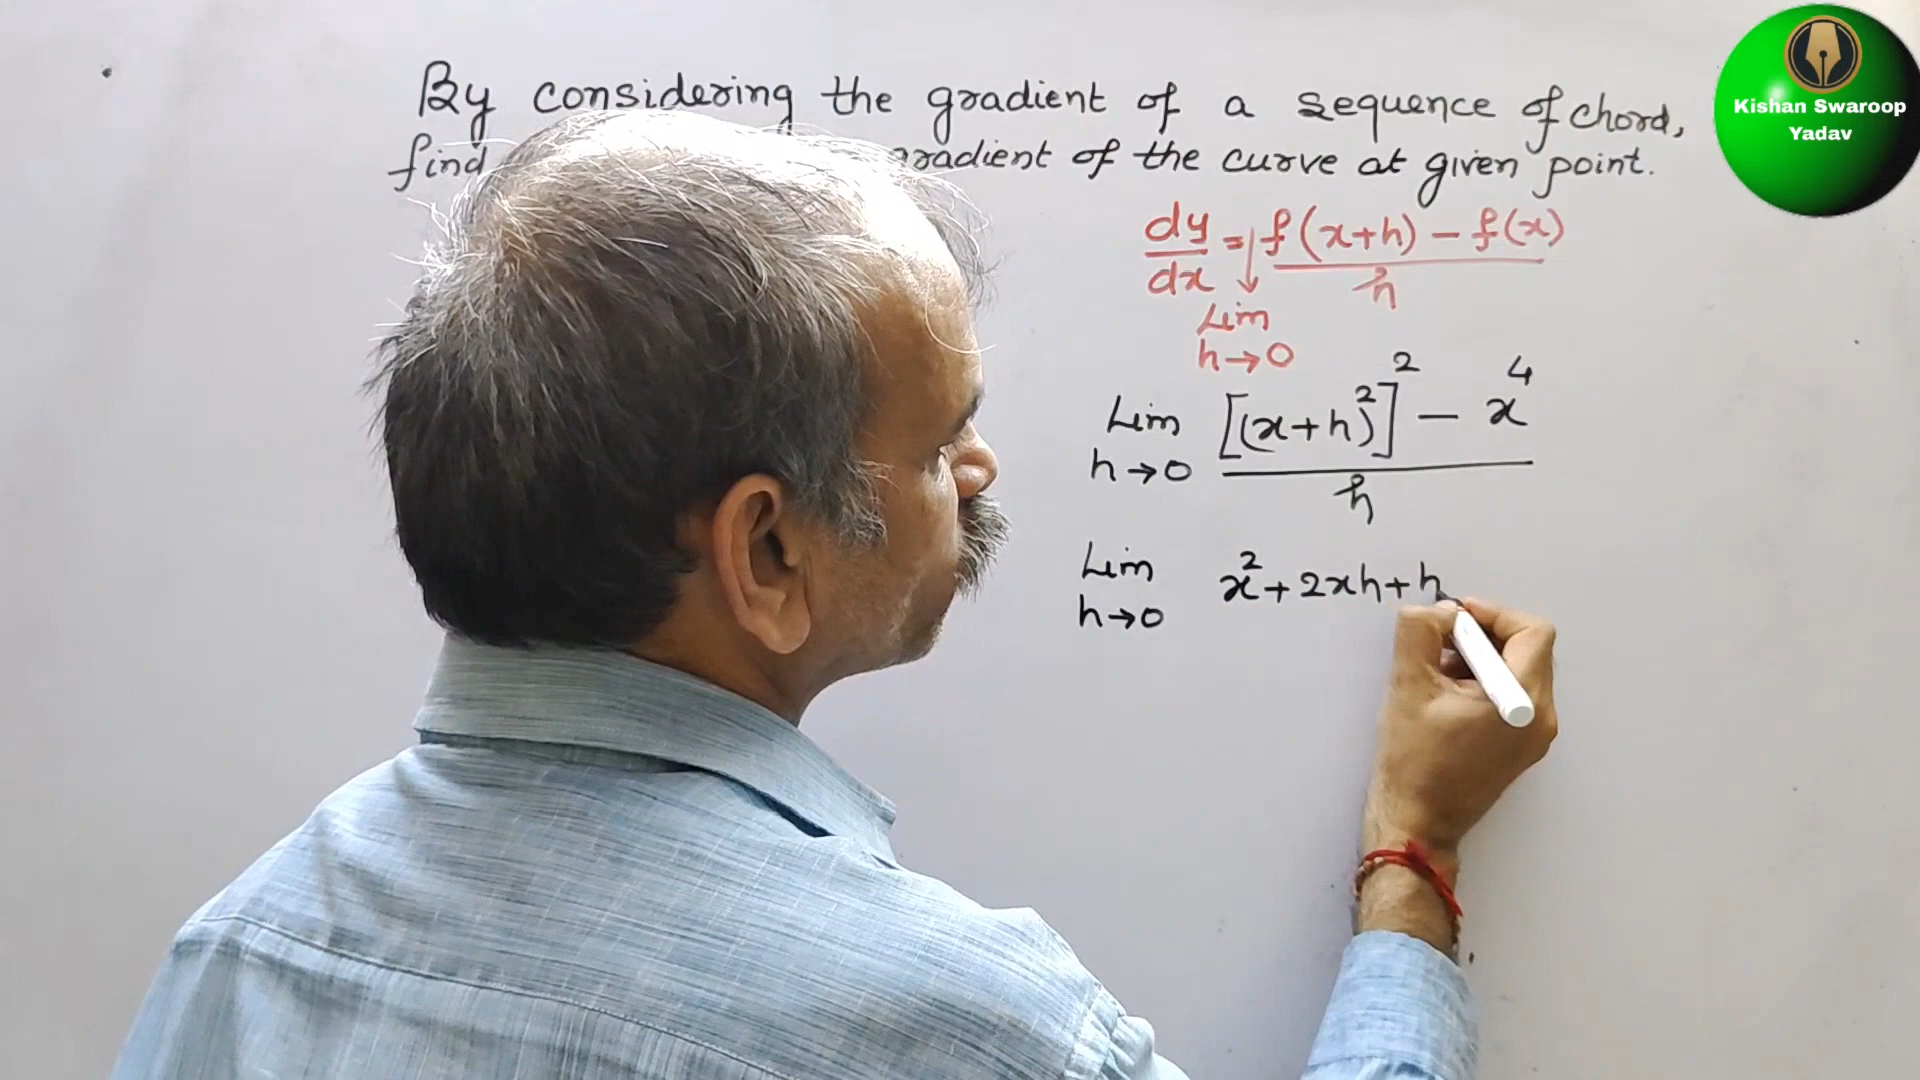 By considering the gradient of a sequence of chord,
find gradient of the curve at given point.
Kishan Swaroop
Yadav
dy/dx = Lim h→0 f(x+h) - f(x) / h
Lim h→0 [(x+h)²]² - x⁴ / h
Lim h→0 x² + 2xh + h